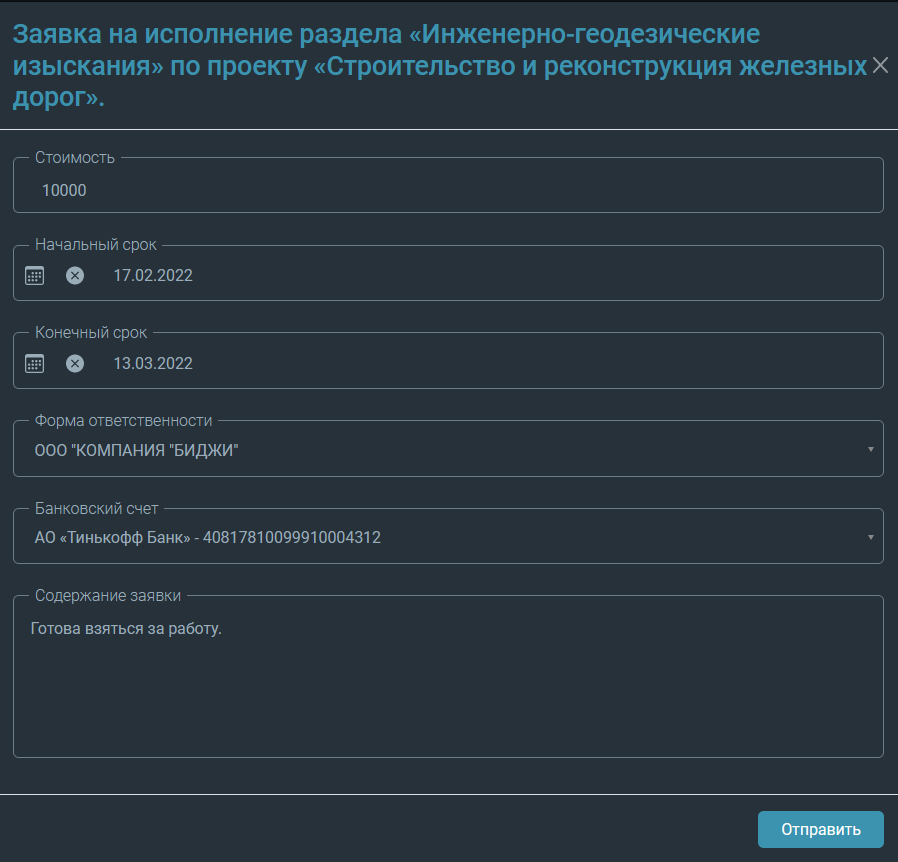 Заявка на исполнение раздела «Инженерно-геодезические
изыскания» по проекту «Строительство и реконструкция железных
дорог».
Стоимость
10000
Начальный срок
17.02.2022
Конечный срок
13.03.2022
Форма ответственности
ООО "КОМПАНИЯ "БИДЖИ"
Банковский счет
АО «Тинькофф Банк» - 40817810099910004312
Содержание заявки
Готова взяться за работу.
Отправить